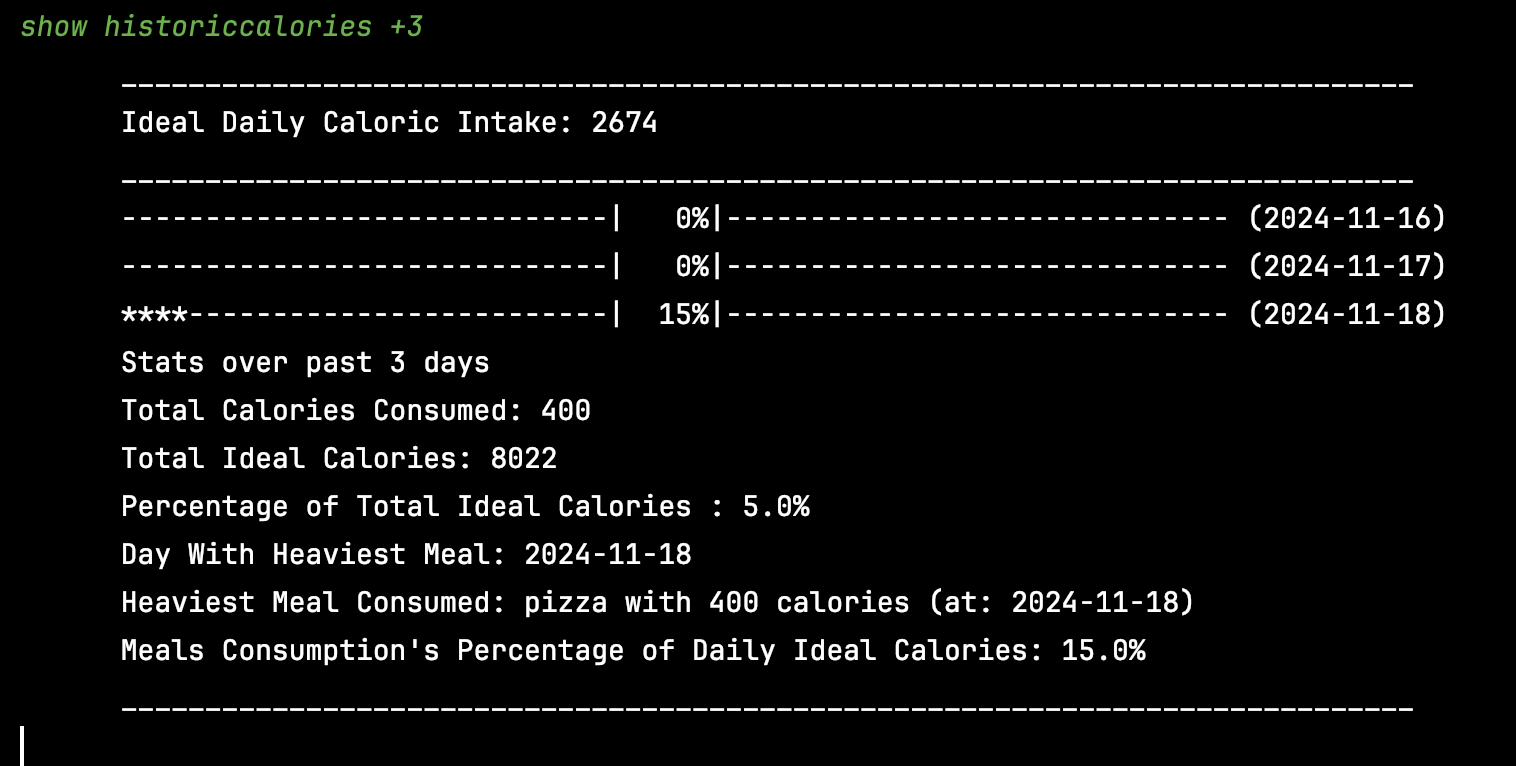 show historiccalories +3
_____________________________________________________________________________
Ideal Daily Caloric Intake: 2674
_____________________________________________________________________________
-----------------------------|   0%|------------------------------ (2024-11-16)
-----------------------------|   0%|------------------------------ (2024-11-17)
****-------------------------|  15%|------------------------------ (2024-11-18)
Stats over past 3 days
Total Calories Consumed: 400
Total Ideal Calories: 8022
Percentage of Total Ideal Calories : 5.0%
Day With Heaviest Meal: 2024-11-18
Heaviest Meal Consumed: pizza with 400 calories (at: 2024-11-18)
Meals Consumption's Percentage of Daily Ideal Calories: 15.0%
_____________________________________________________________________________